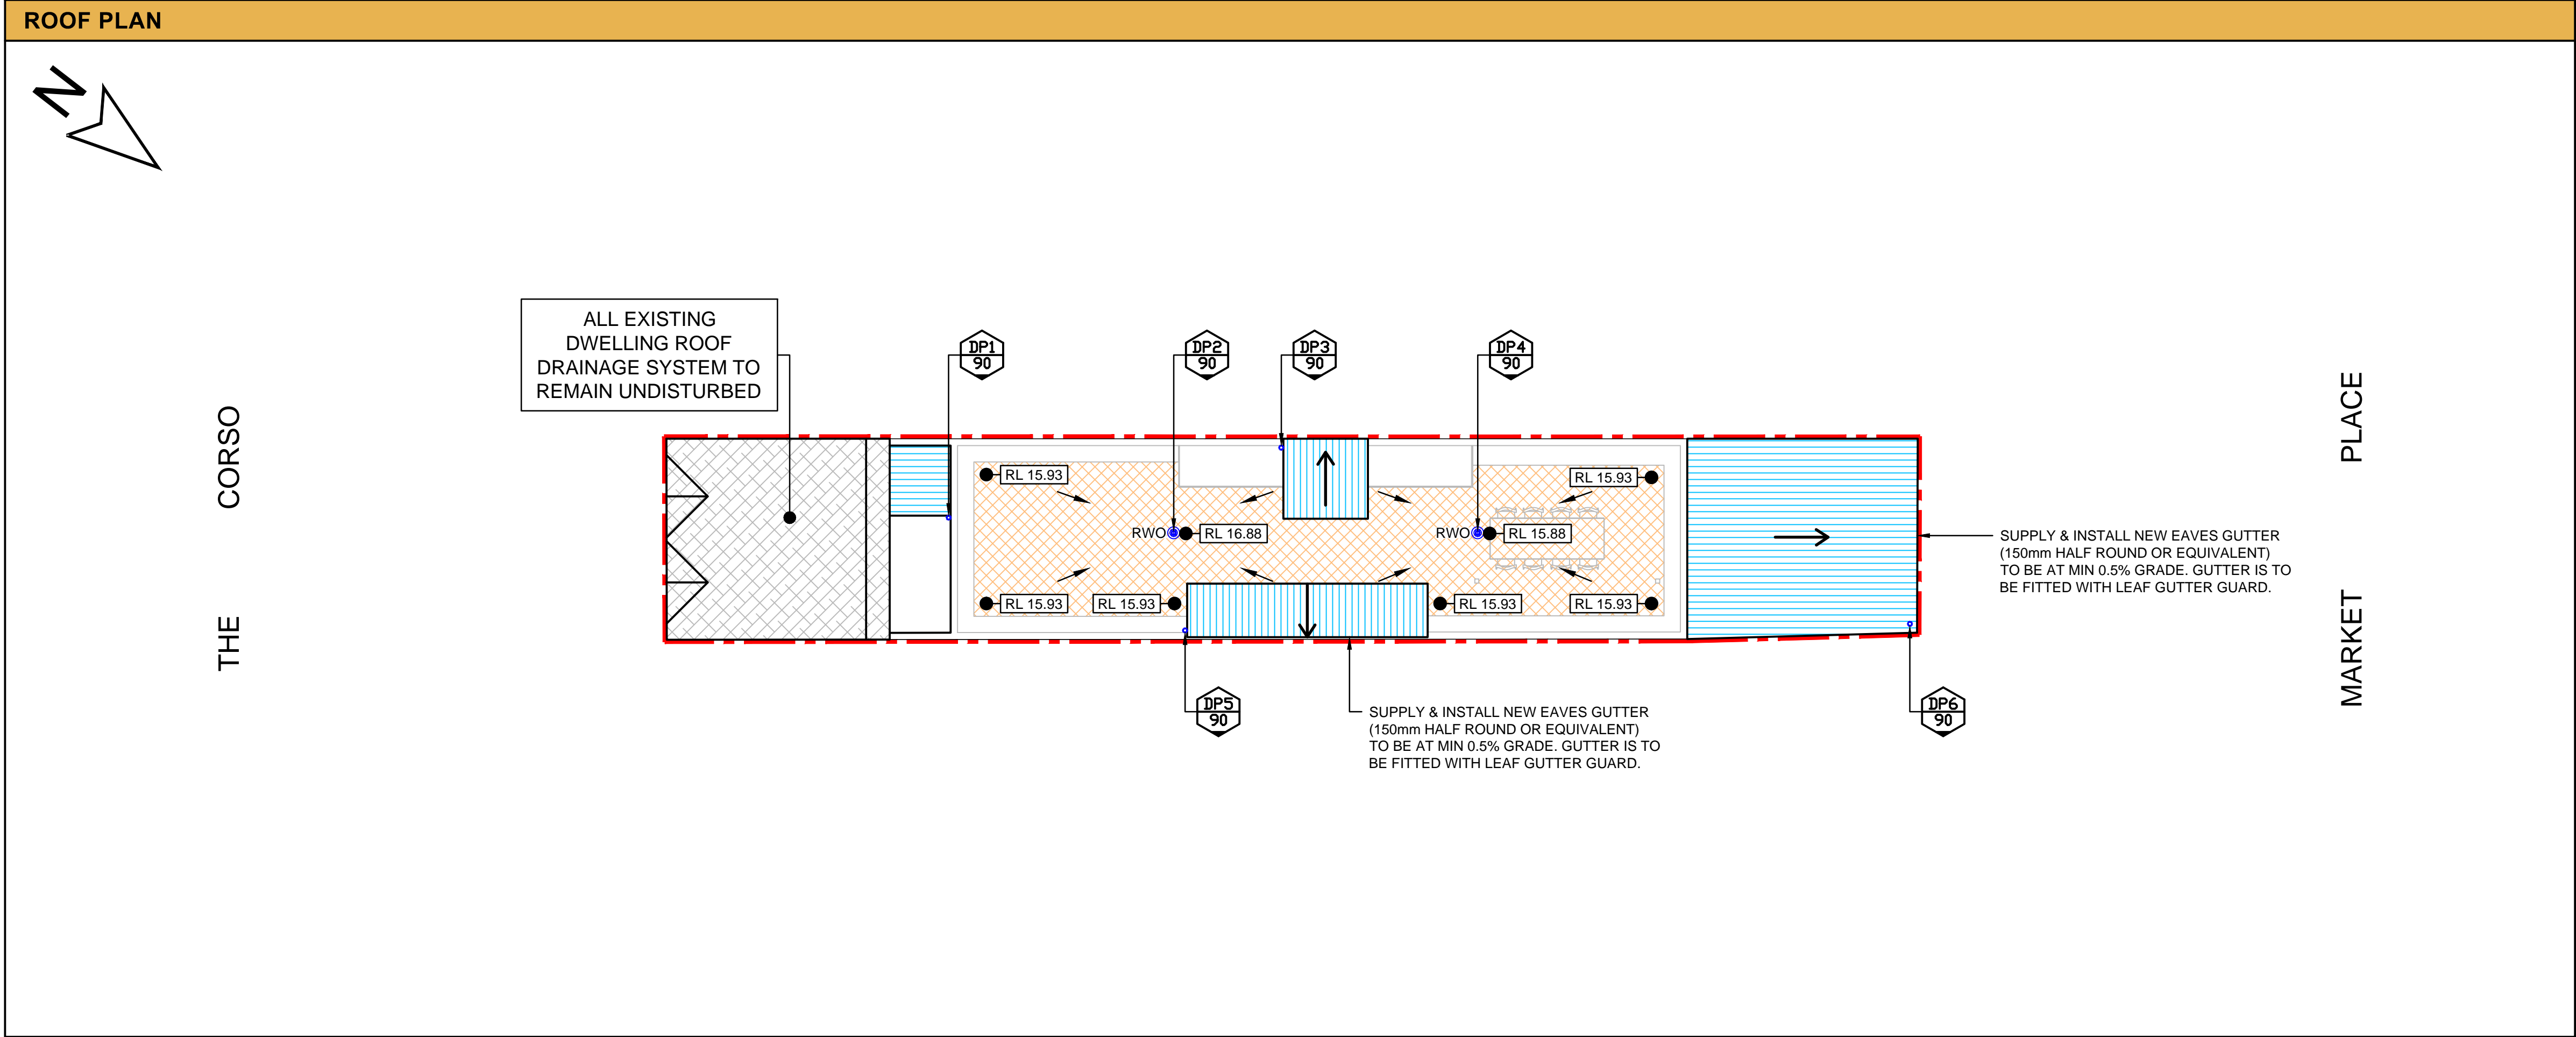 ROOF PLAN
N
ALL EXISTING
DWELLING ROOF
DRAINAGE SYSTEM TO
REMAIN UNDISTURBED
DP1
90
DP2
90
DP3
90
DP4
90
THE CORSO
MARKET PLACE
RL 15.93
RL 15.93
RWO
RL 16.88
RWO
RL 15.88
RL 15.93
RL 15.93
RL 15.93
RL 15.93
SUPPLY & INSTALL NEW EAVES GUTTER
(150mm HALF ROUND OR EQUIVALENT)
TO BE AT MIN 0.5% GRADE. GUTTER IS TO
BE FITTED WITH LEAF GUTTER GUARD.
DP5
90
SUPPLY & INSTALL NEW EAVES GUTTER
(150mm HALF ROUND OR EQUIVALENT)
TO BE AT MIN 0.5% GRADE. GUTTER IS TO
BE FITTED WITH LEAF GUTTER GUARD.
DP6
90